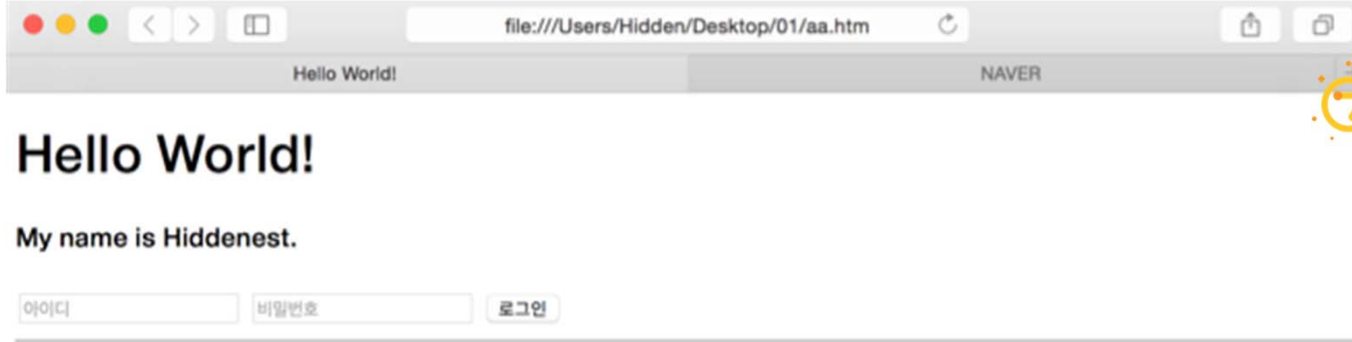 file:///Users/Hidden/Desktop/01/aa.htm
Hello World! NAVER
Hello World!
My name is Hiddenest.
아이디 비밀번호 로그인